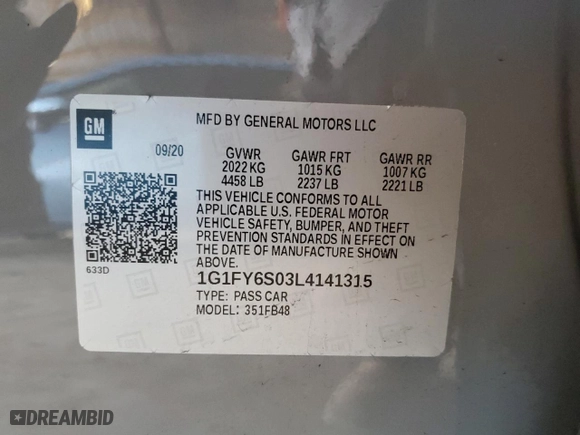 GM
MFD BY GENERAL MOTORS LLC
09/20
GVWR GAWR FRT GAWR RR
2022 KG 1015 KG 1007 KG
4458 LB 2237 LB 2221 LB
THIS VEHICLE CONFORMS TO ALL
APPLICABLE U.S. FEDERAL MOTOR
VEHICLE SAFETY, BUMPER, AND THEFT
PREVENTION STANDARDS IN EFFECT ON
THE DATE OF MANUFACTURE SHOWN
ABOVE.
633D
1G1FY6S03L4141315
TYPE: PASS CAR
MODEL: 351FB48
DREAMBID